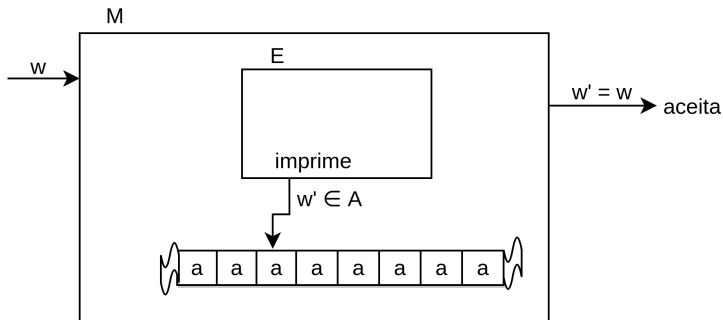 M
w
E
w' = w
aceita
imprime
w' ∈ A
a a a a a a a a